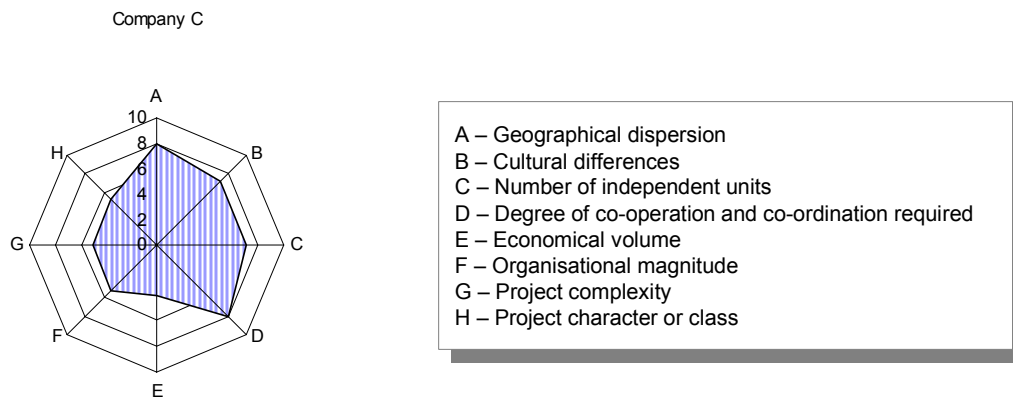 Company C
A
10
8
6
4
2
0
H
B
G
C
F
D
E
A – Geographical dispersion
B – Cultural differences
C – Number of independent units
D – Degree of co-operation and co-ordination required
E – Economical volume
F – Organisational magnitude
G – Project complexity
H – Project character or class